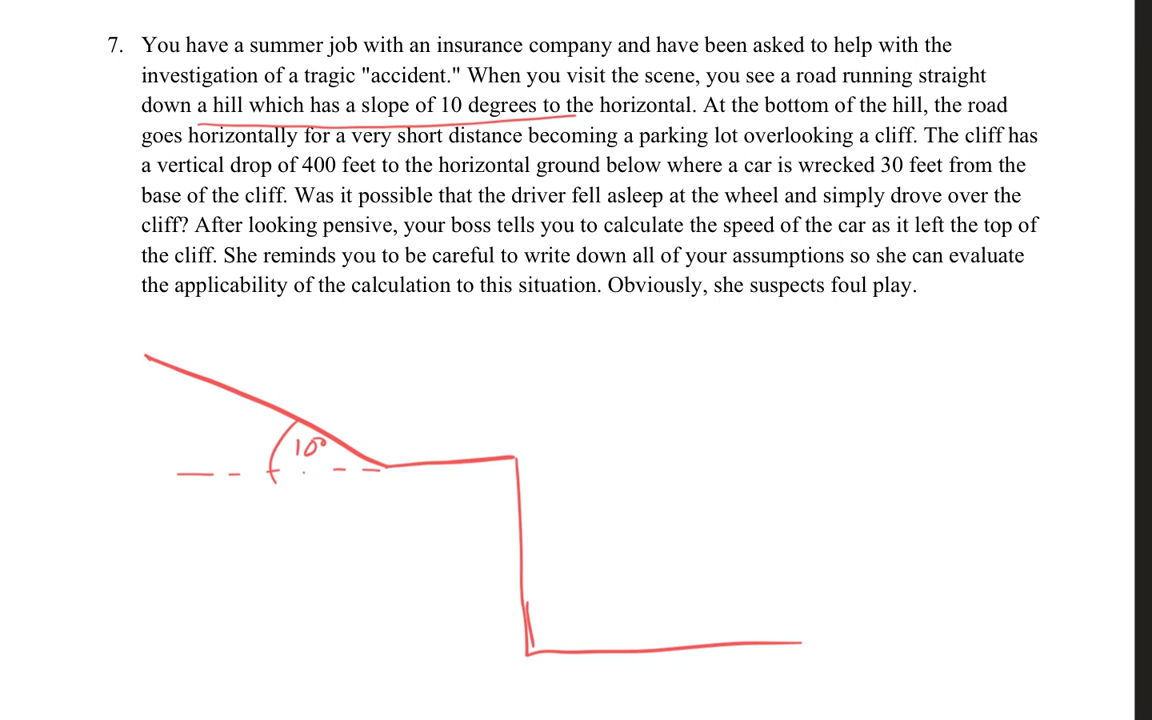 7. You have a summer job with an insurance company and have been asked to help with the
investigation of a tragic "accident." When you visit the scene, you see a road running straight
down a hill which has a slope of 10 degrees to the horizontal. At the bottom of the hill, the road
goes horizontally for a very short distance becoming a parking lot overlooking a cliff. The cliff has
a vertical drop of 400 feet to the horizontal ground below where a car is wrecked 30 feet from the
base of the cliff. Was it possible that the driver fell asleep at the wheel and simply drove over the
cliff? After looking pensive, your boss tells you to calculate the speed of the car as it left the top of
the cliff. She reminds you to be careful to write down all of your assumptions so she can evaluate
the applicability of the calculation to this situation. Obviously, she suspects foul play.
10°